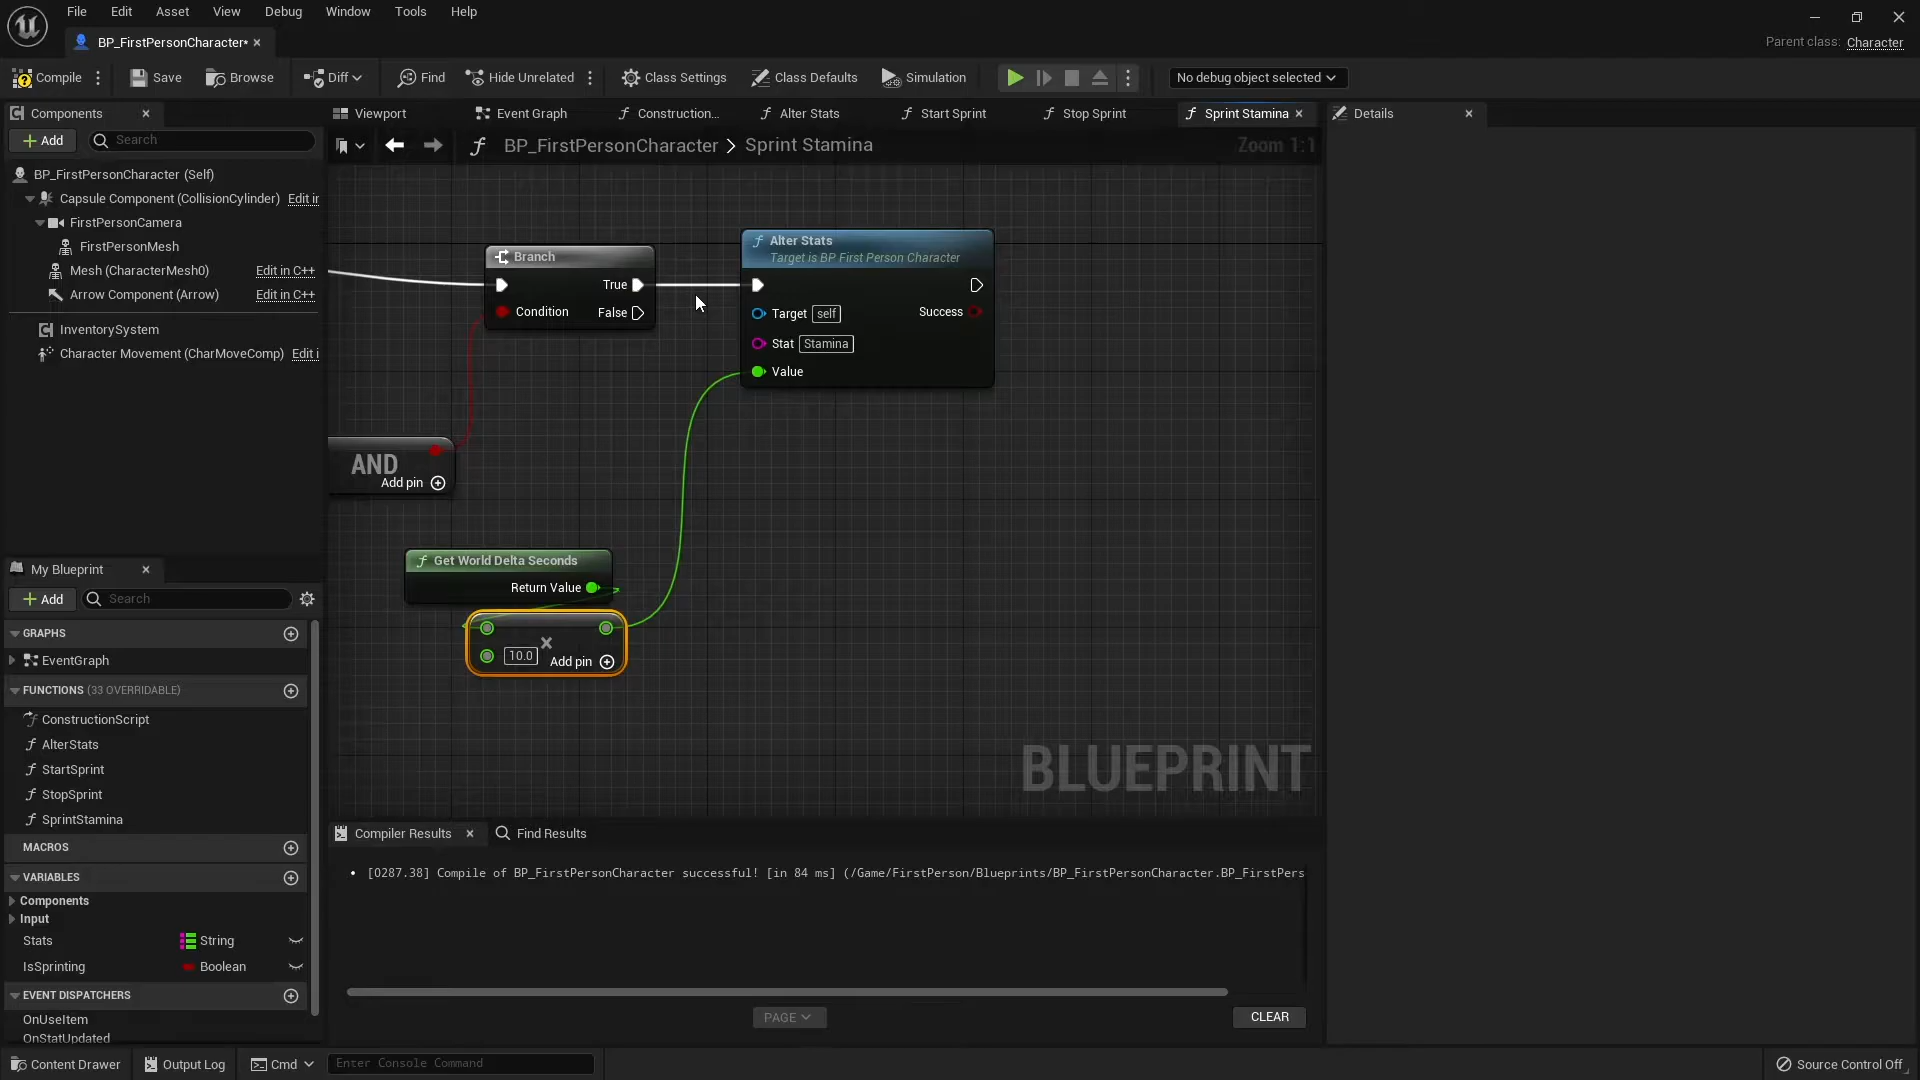 File Edit Asset View Debug Window Tools Help
BP_FirstPersonCharacter*
Parent class: Character
Compile Save Browse Diff Find Hide Unrelated Class Settings Class Defaults Simulation No debug object selected
Components
Viewport Event Graph Construction... Alter Stats Start Sprint Stop Sprint Sprint Stamina
Details
Add Search
BP_FirstPersonCharacter > Sprint Stamina
Zoom 1:1
BP_FirstPersonCharacter (Self)
Capsule Component (CollisionCylinder) Edit in
FirstPersonCamera
FirstPersonMesh
Mesh (CharacterMesh0) Edit in C++
Arrow Component (Arrow) Edit in C++
InventorySystem
Character Movement (CharMoveComp) Edit i
Branch
True
Condition False
Alter Stats
Target is BP First Person Character
Target self Success
Stat Stamina
Value
AND
Add pin
Get World Delta Seconds
Return Value
10.0 Add pin
BLUEPRINT
My Blueprint
Add Search
GRAPHS
EventGraph
FUNCTIONS (33 OVERRIDABLE)
ConstructionScript
AlterStats
StartSprint
StopSprint
SprintStamina
MACROS
VARIABLES
Components
Input
Stats String
IsSprinting Boolean
EVENT DISPATCHERS
OnUseItem
OnStatUpdated
Compiler Results Find Results
[0287.38] Compile of BP_FirstPersonCharacter successful! [in 84 ms] (/Game/FirstPerson/Blueprints/BP_FirstPersonCharacter.BP_FirstPers
PAGE CLEAR
Content Drawer Output Log Cmd Enter Console Command Source Control Off